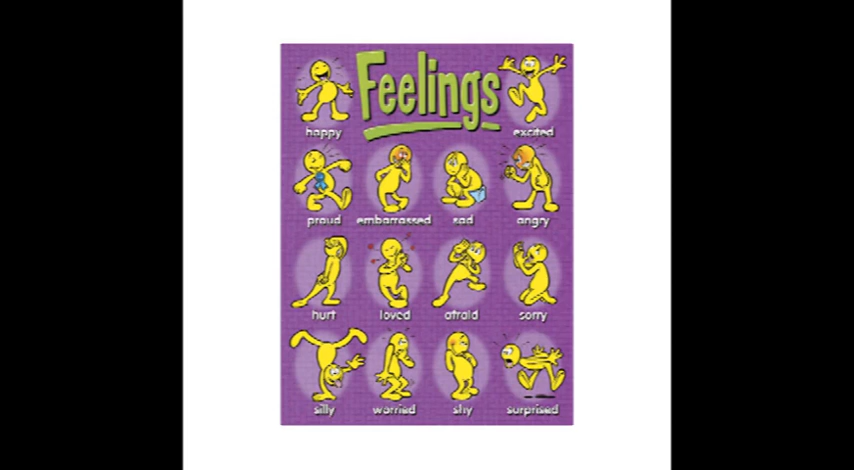 Feelings
happy excited
proud embarrassed sad angry
hurt loved afraid sorry
silly worried shy surprised